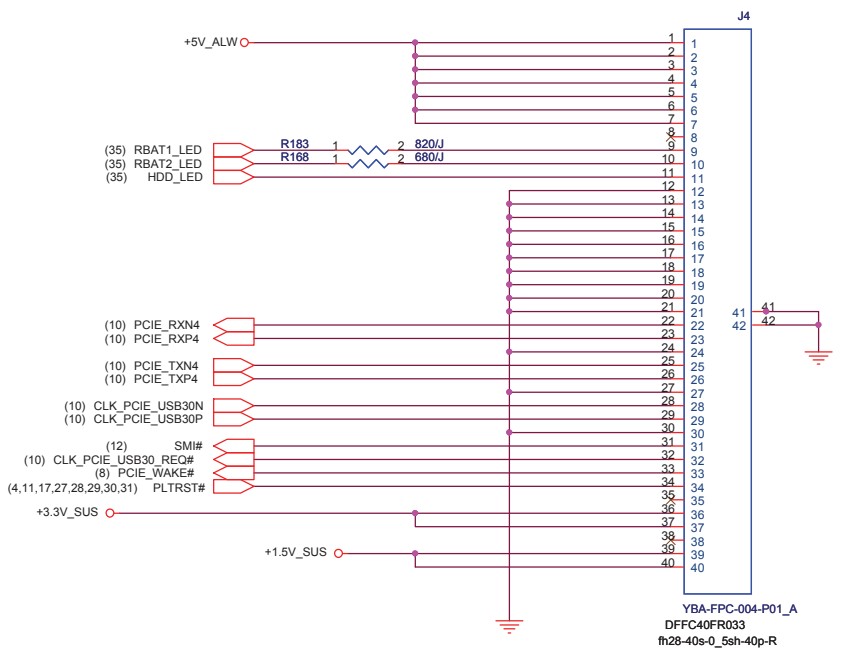 J4
+5V_ALW
1 1
2 2
3 3
4 4
5 5
6 6
7 7
8 8
(35) RBAT1_LED R183 1 2 820/J 9 9
(35) RBAT2_LED R168 1 2 680/J 10 10
(35) HDD_LED 11 11
12 12
13 13
14 14
15 15
16 16
17 17
18 18
19 19
20 20
21 21 41 41
(10) PCIE_RXN4 22 22 42 42
(10) PCIE_RXP4 23 23
24 24
(10) PCIE_TXN4 25 25
(10) PCIE_TXP4 26 26
27 27
(10) CLK_PCIE_USB30N 28 28
(10) CLK_PCIE_USB30P 29 29
30 30
(12) SMI# 31 31
(10) CLK_PCIE_USB30_REQ# 32 32
(8) PCIE_WAKE# 33 33
(4,11,17,27,28,29,30,31) PLTRST# 34 34
35 35
+3.3V_SUS 36 36
37 37
38 38
+1.5V_SUS 39 39
40 40
YBA-FPC-004-P01_A
DFFC40FR033
fh28-40s-0_5sh-40p-R